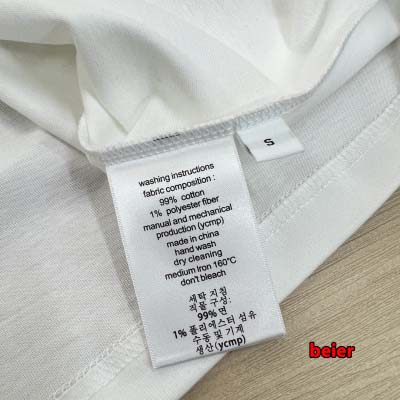 washing instructions
fabric composition :
99% cotton
1% polyester fiber
manual and mechanical
production (ycmp)
made in china
hand wash
dry cleaning
medium Iron 160°C
don't bleach
세탁 지침
직물 구성:
99% 면
1% 폴리에스터 섬유
수동 및 기계
생산(ycmp)
S
beier